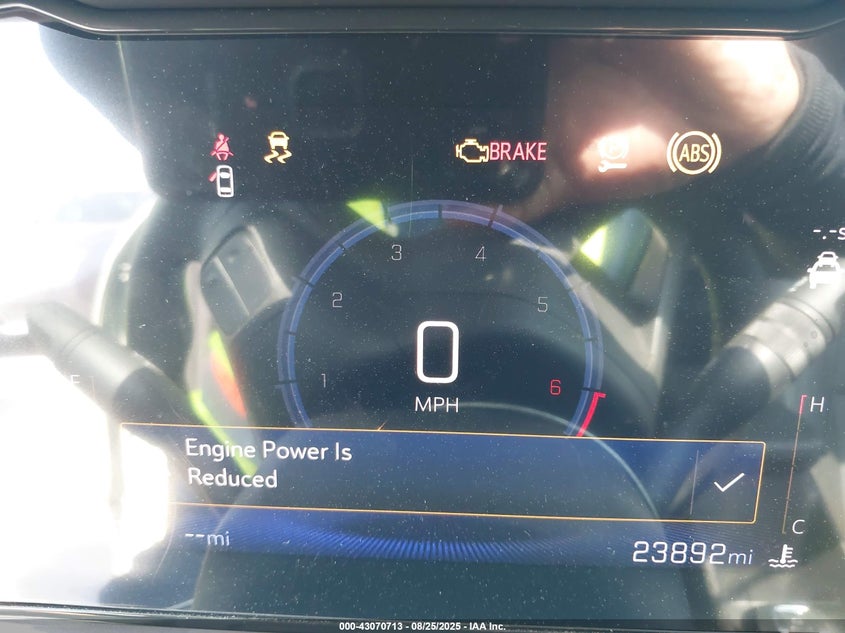 BRAKE
ABS
-.-s
3 4
2 5
1 6
0
MPH
E
H
Engine Power Is
Reduced
C
--mi
23892mi
000-43070713 - 08/25/2025 - IAA Inc.